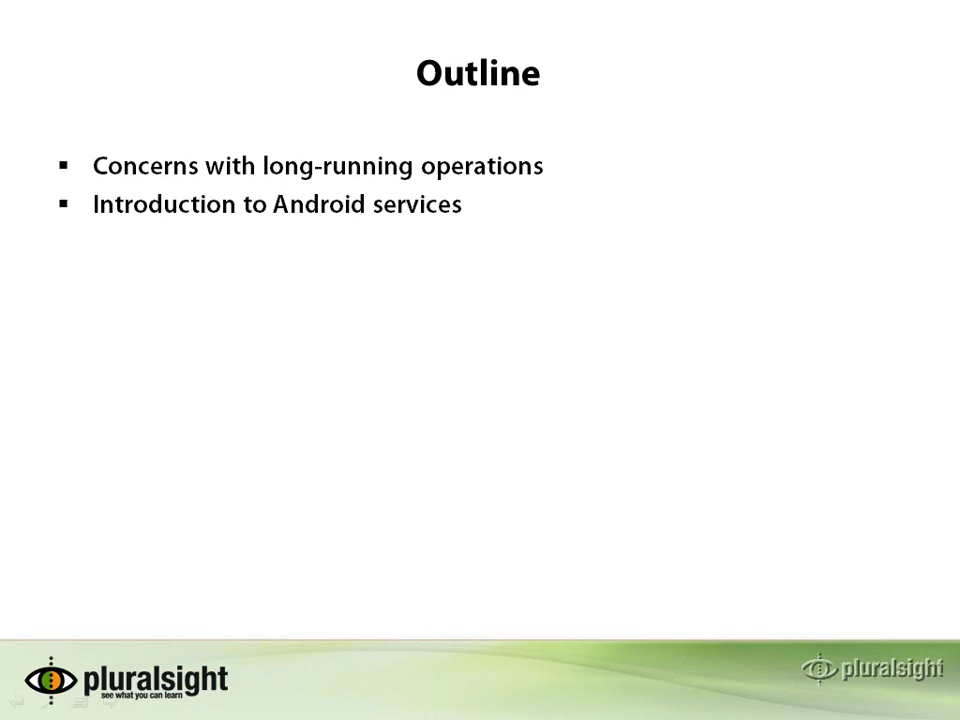 Outline
▪ Concerns with long-running operations
▪ Introduction to Android services
pluralsight
see what you can learn
pluralsight